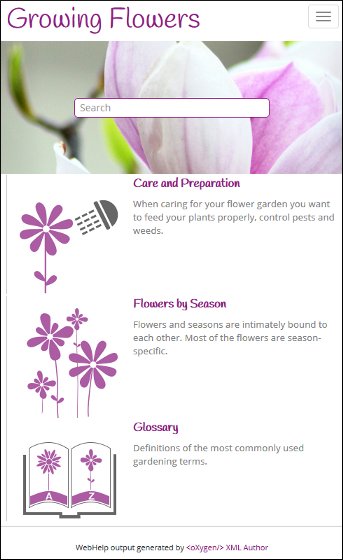 Growing Flowers
Search
Care and Preparation
When caring for your flower garden you want
to feed your plants properly, control pests and
weeds.
Flowers by Season
Flowers and seasons are intimately bound to
each other. Most of the flowers are season-
specific.
Glossary
Definitions of the most commonly used
gardening terms.
A Z
WebHelp output generated by <oXygen/> XML Author